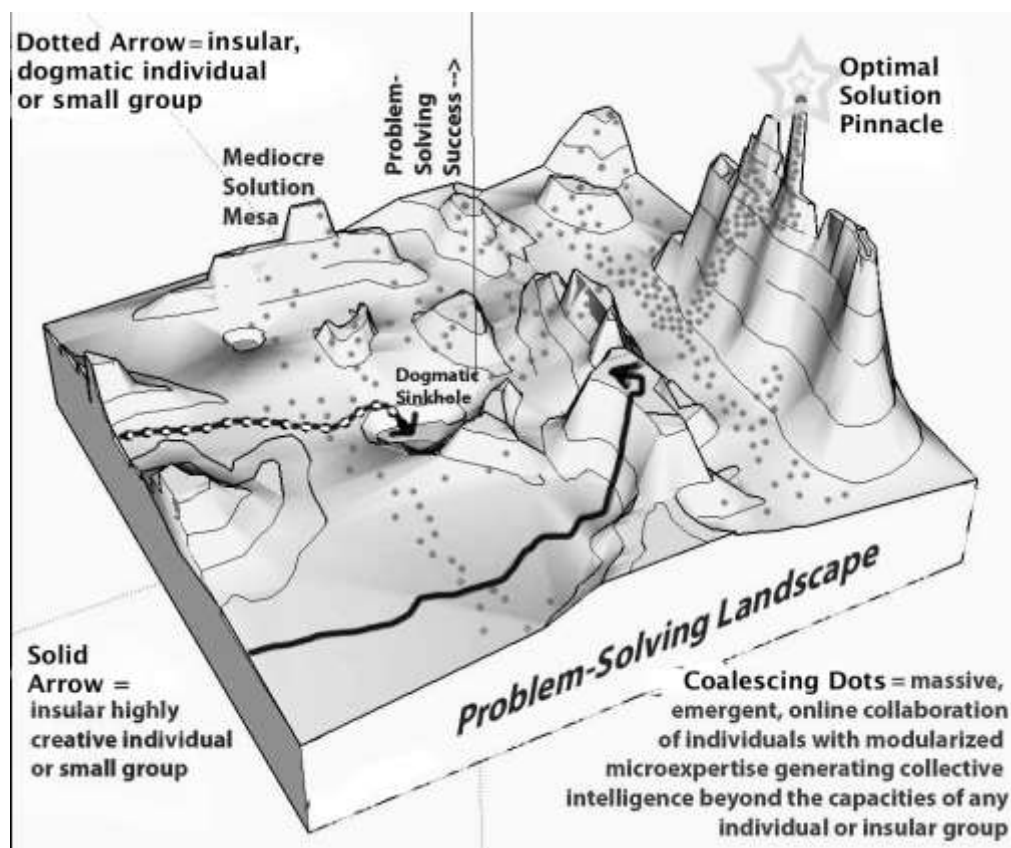 Dotted Arrow = insular,
dogmatic individual
or small group
Problem-
Solving
Success -->
Optimal
Solution
Pinnacle
Mediocre
Solution
Mesa
Dogmatic
Sinkhole
Problem-Solving Landscape
Solid
Arrow =
insular highly
creative individual
or small group
Coalescing Dots = massive,
emergent, online collaboration
of individuals with modularized
microexpertise generating collective
intelligence beyond the capacities of any
individual or insular group